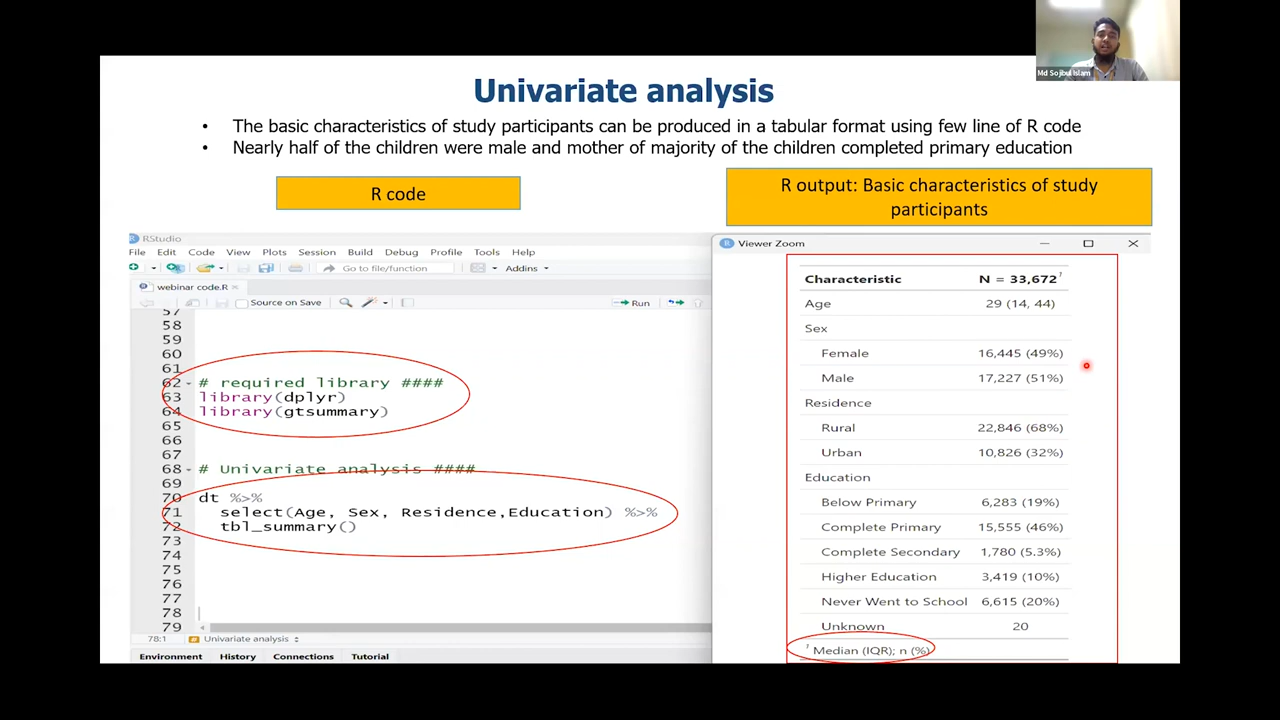 Md Sojibul Islam
Univariate analysis
• The basic characteristics of study participants can be produced in a tabular format using few line of R code
• Nearly half of the children were male and mother of majority of the children completed primary education
R code
R output: Basic characteristics of study
participants
RStudio
File Edit Code View Plots Session Build Debug Profile Tools Help
Go to file/function Addins
webinar code.R
Source on Save Run
57
58
59
60
61
62 # required library ####
63 library(dplyr)
64 library(gtsummary)
65
66
67
68 # Univariate analysis ####
69
70 dt %>%
71 select(Age, Sex, Residence,Education) %>%
72 tbl_summary()
73
74
75
76
77
78
79
78:1 # Univariate analysis
Environment History Connections Tutorial
Viewer Zoom
Characteristic N = 33,672¹
Age 29 (14, 44)
Sex
Female 16,445 (49%)
Male 17,227 (51%)
Residence
Rural 22,846 (68%)
Urban 10,826 (32%)
Education
Below Primary 6,283 (19%)
Complete Primary 15,555 (46%)
Complete Secondary 1,780 (5.3%)
Higher Education 3,419 (10%)
Never Went to School 6,615 (20%)
Unknown 20
¹ Median (IQR); n (%)